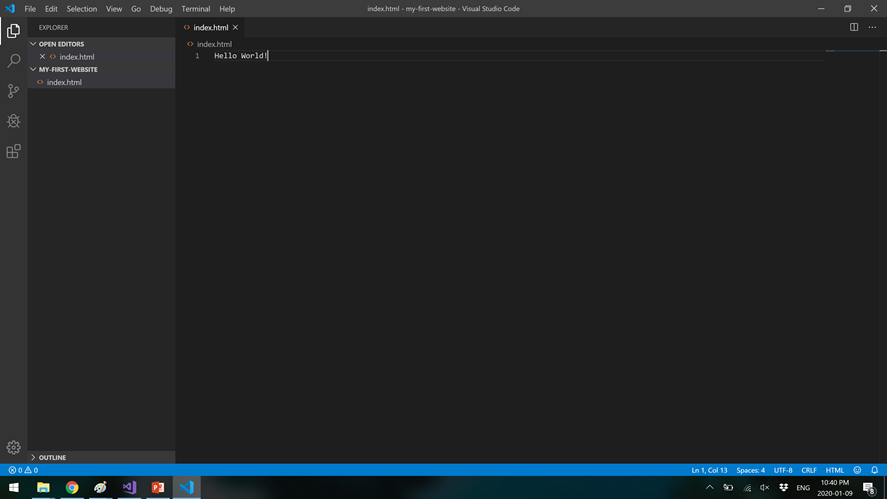 File Edit Selection View Go Debug Terminal Help
index.html - my-first-website - Visual Studio Code
EXPLORER
OPEN EDITORS
index.html
MY-FIRST-WEBSITE
index.html
OUTLINE
index.html
index.html
1 Hello World!
0 0
Ln 1, Col 13 Spaces: 4 UTF-8 CRLF HTML
ENG
10:40 PM
2020-01-09
8